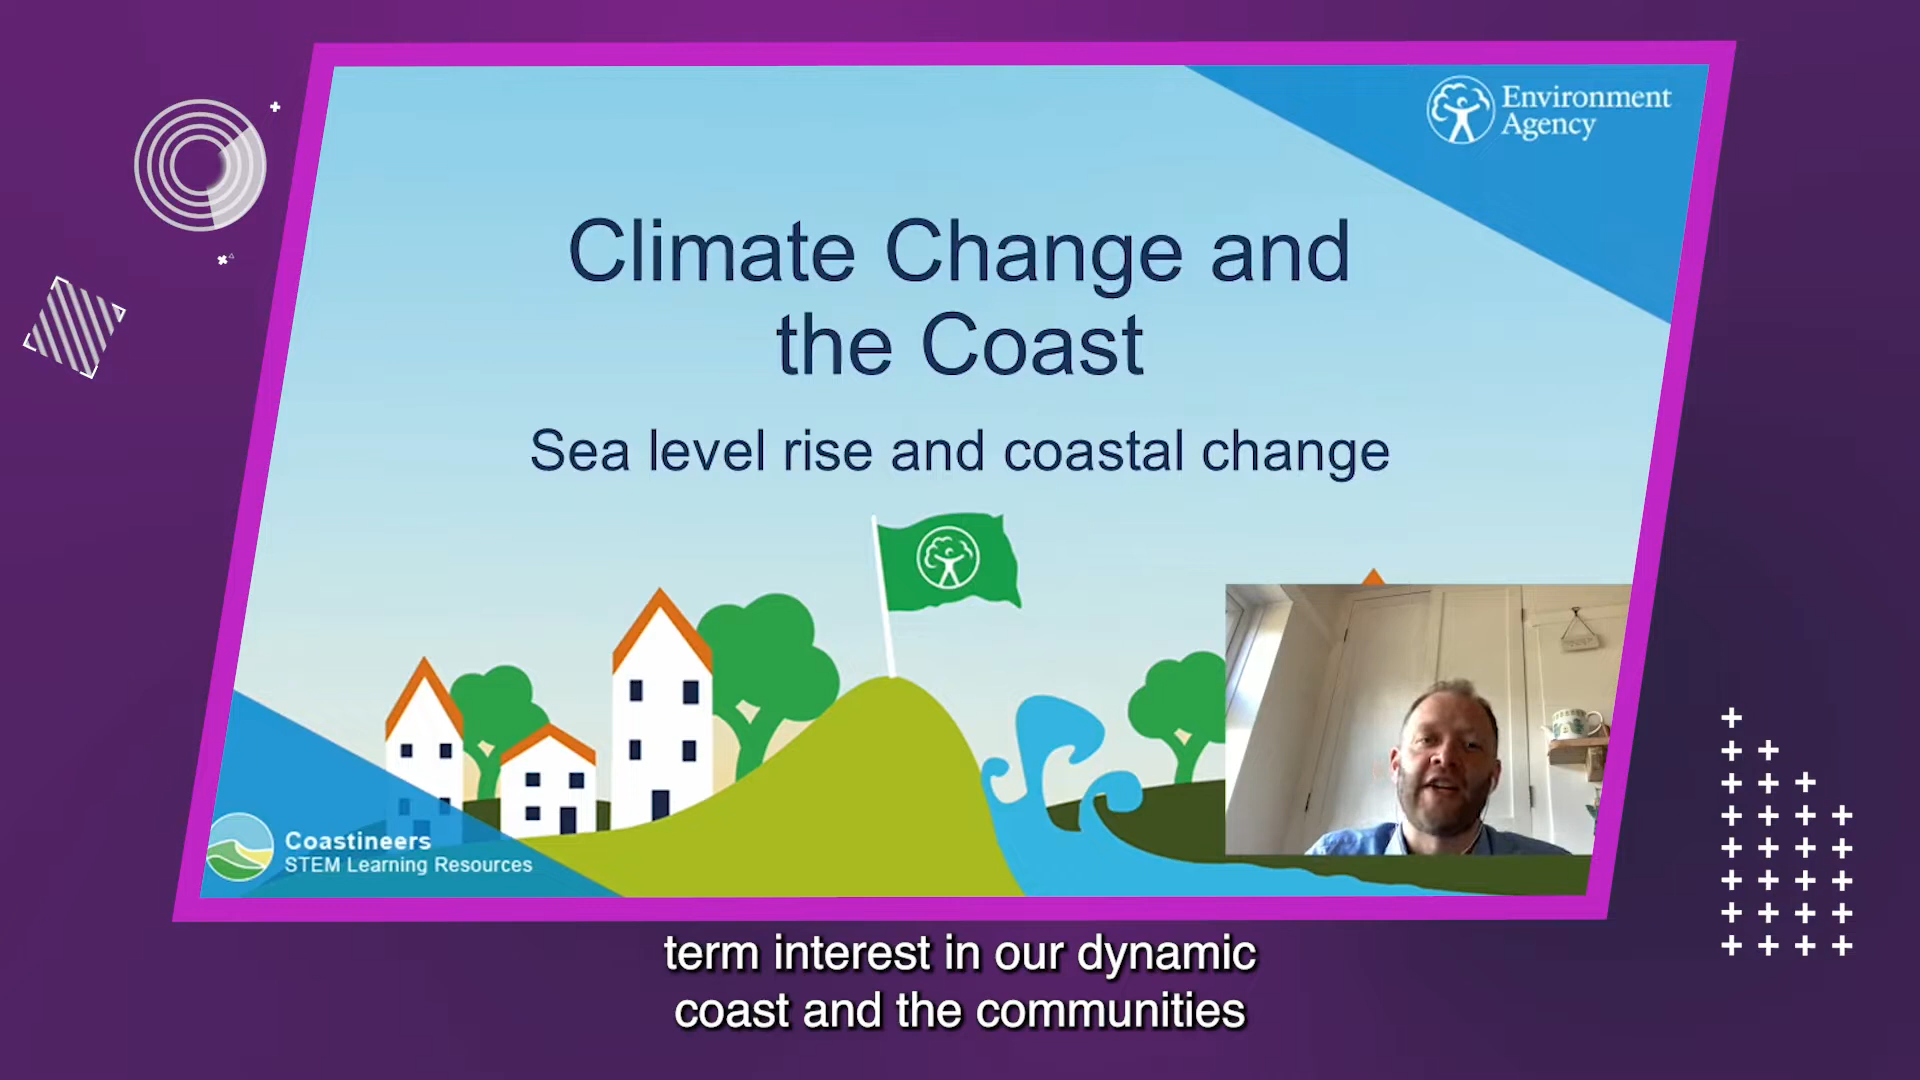 Environment
Agency
Climate Change and
the Coast
Sea level rise and coastal change
Coastineers
STEM Learning Resources
term interest in our dynamic
coast and the communities